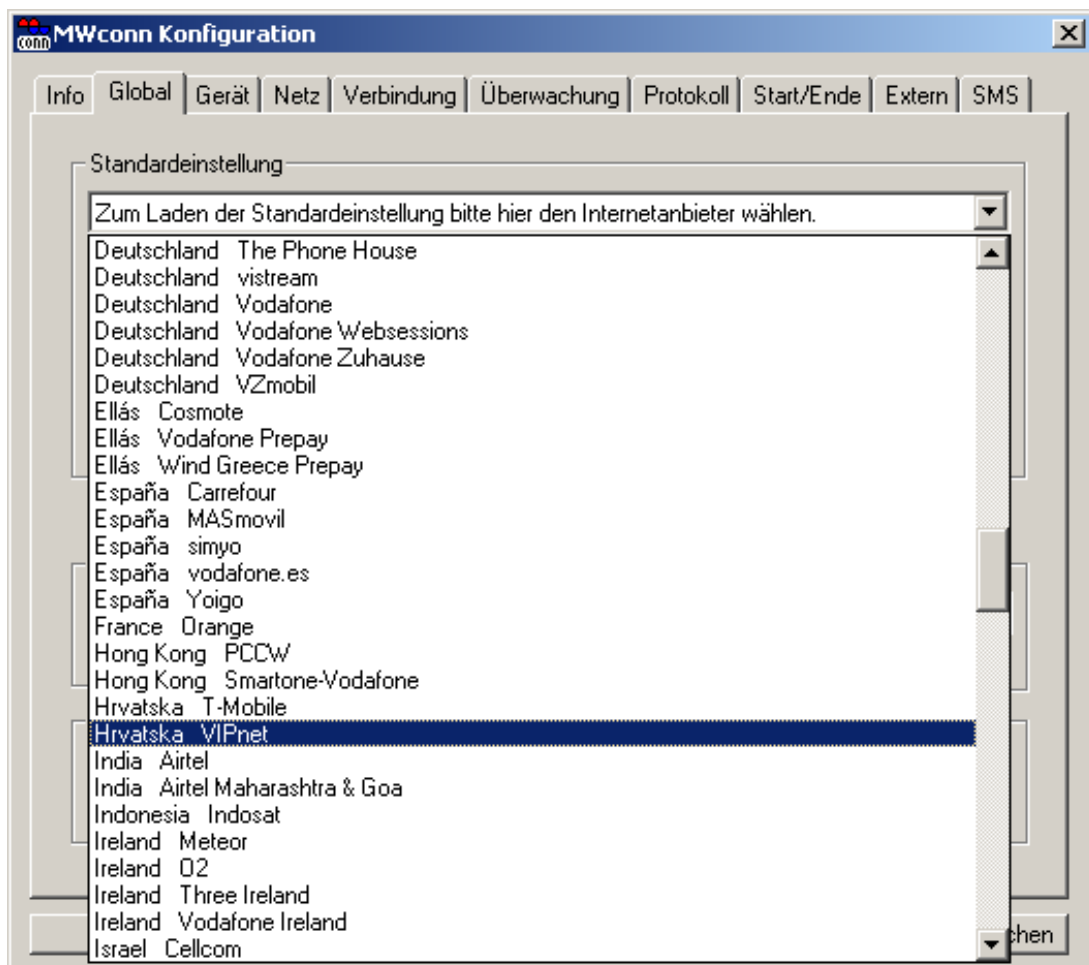 conn MWconn Konfiguration
Info Global Gerät Netz Verbindung Überwachung Protokoll Start/Ende Extern SMS
Standardeinstellung
Zum Laden der Standardeinstellung bitte hier den Internetanbieter wählen.
Deutschland The Phone House
Deutschland vistream
Deutschland Vodafone
Deutschland Vodafone Websessions
Deutschland Vodafone Zuhause
Deutschland VZmobil
Ellás Cosmote
Ellás Vodafone Prepay
Ellás Wind Greece Prepay
España Carrefour
España MASmovil
España simyo
España vodafone.es
España Yoigo
France Orange
Hong Kong PCCW
Hong Kong Smartone-Vodafone
Hrvatska T-Mobile
Hrvatska VIPnet
India Airtel
India Airtel Maharashtra & Goa
Indonesia Indosat
Ireland Meteor
Ireland O2
Ireland Three Ireland
Ireland Vodafone Ireland
Israel Cellcom